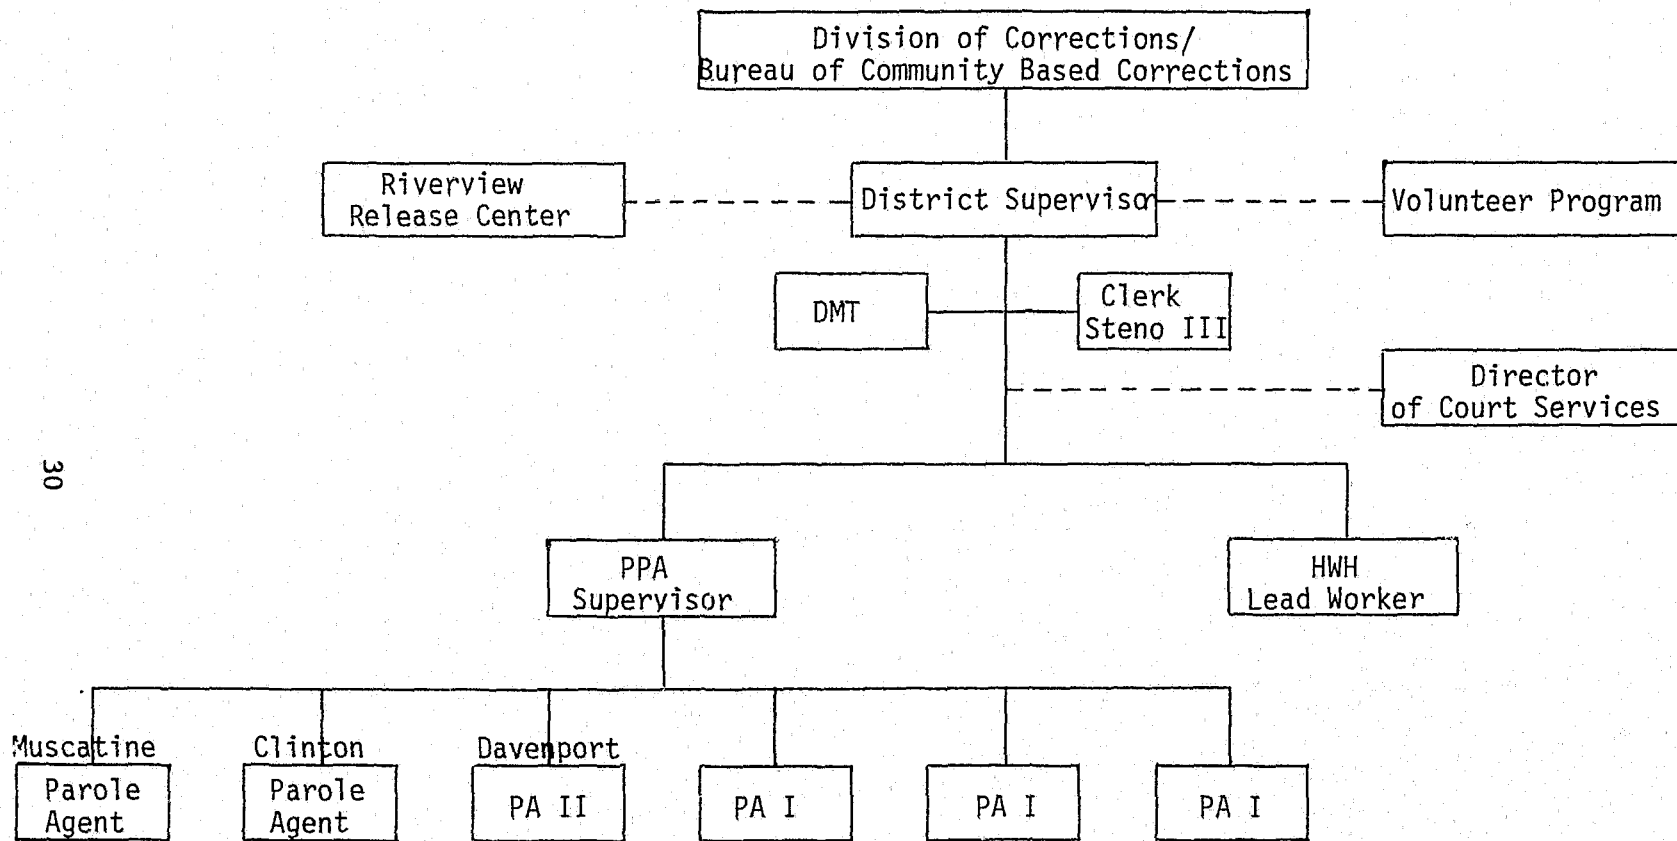 Division of Corrections/
Bureau of Community Based Corrections
Riverview
Release Center
District Supervisor
Volunteer Program
DMT
Clerk
Steno III
Director
of Court Services
30
PPA
Supervisor
HWH
Lead Worker
Muscatine
Clinton
Davenport
Parole
Agent
Parole
Agent
PA II
PA I
PA I
PA I